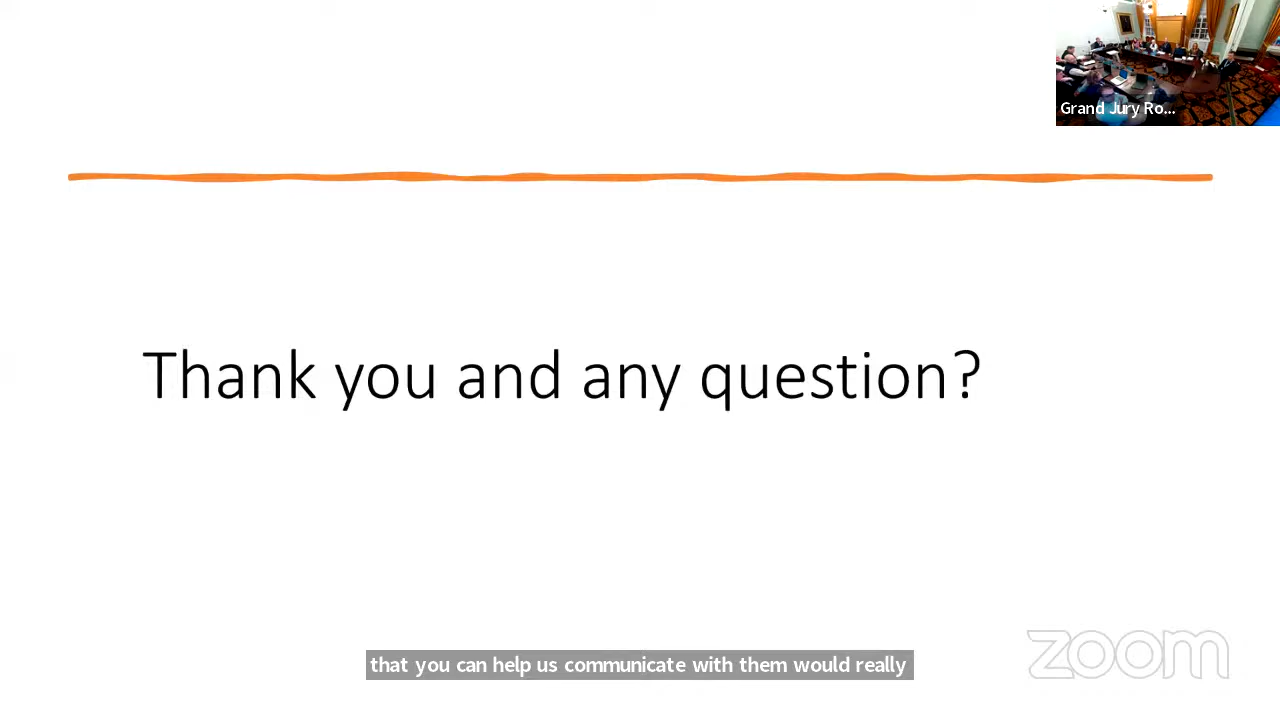 Grand Jury Ro...
Thank you and any question?
that you can help us communicate with them would really
zoom